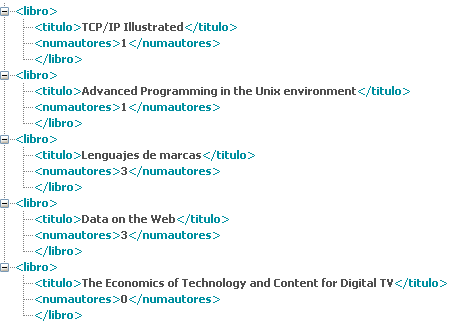 <libro>
<titulo>TCP/IP Illustrated</titulo>
<numautores>1</numautores>
</libro>
<libro>
<titulo>Advanced Programming in the Unix environment</titulo>
<numautores>1</numautores>
</libro>
<libro>
<titulo>Lenguajes de marcas</titulo>
<numautores>3</numautores>
</libro>
<libro>
<titulo>Data on the Web</titulo>
<numautores>3</numautores>
</libro>
<libro>
<titulo>The Economics of Technology and Content for Digital TV</titulo>
<numautores>0</numautores>
</libro>